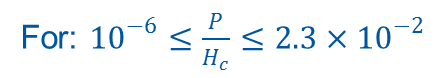 For: 10⁻⁶ ≤ P/H_c ≤ 2.3 × 10⁻²